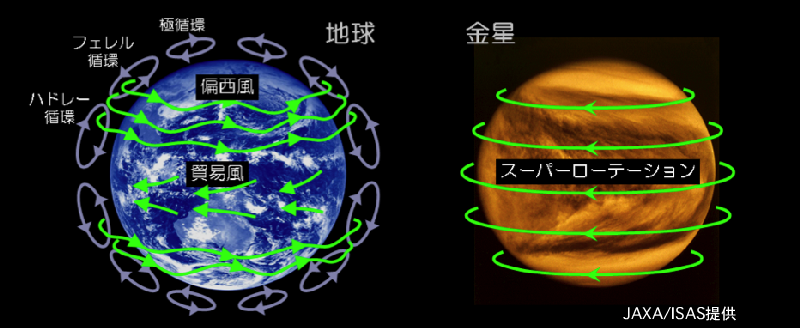 極循環
地球
金星
フェレル
循環
偏西風
ハドレー
循環
貿易風
スーパーローテーション
JAXA/ISAS提供